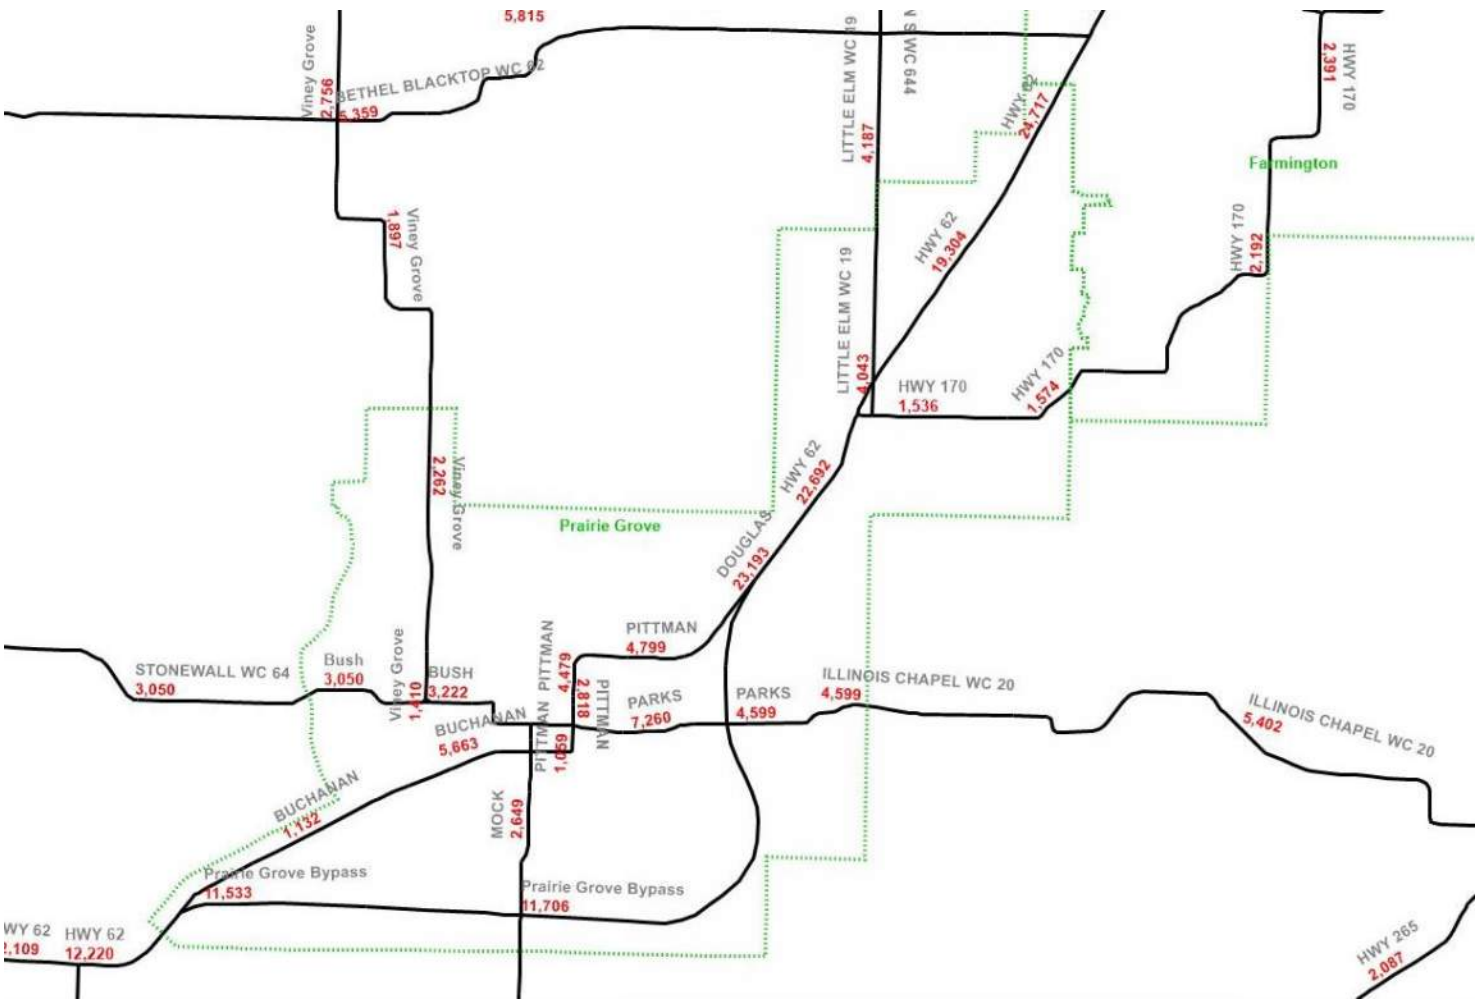 5,815
Viney Grove
2,756
BETHEL BLACKTOP WC 62
5,359
LITTLE ELM WC 19
4,187
N S WC 644
HWY 62
24,717
2,391
HWY 170
Farmington
1,897
Viney Grove
HWY 62
19,304
HWY 170
2,192
LITTLE ELM WC 19
4,043
HWY 170
1,536
HWY 170
1,574
2,262
Viney Grove
HWY 62
22,692
Prairie Grove
DOUGLAS
23,193
PITTMAN
4,799
PITTMAN
4,479
STONEWALL WC 64
3,050
Bush
3,050
Viney Grove
1,410
BUSH
3,222
2,818
PITTMAN
PARKS
7,260
PARKS
4,599
ILLINOIS CHAPEL WC 20
4,599
ILLINOIS CHAPEL WC 20
5,402
BUCHANAN
5,663
PITTMAN
1,059
BUCHANAN
1,132
MOCK
2,649
Prairie Grove Bypass
11,533
Prairie Grove Bypass
11,706
WY 62
,109
HWY 62
12,220
HWY 265
2,087